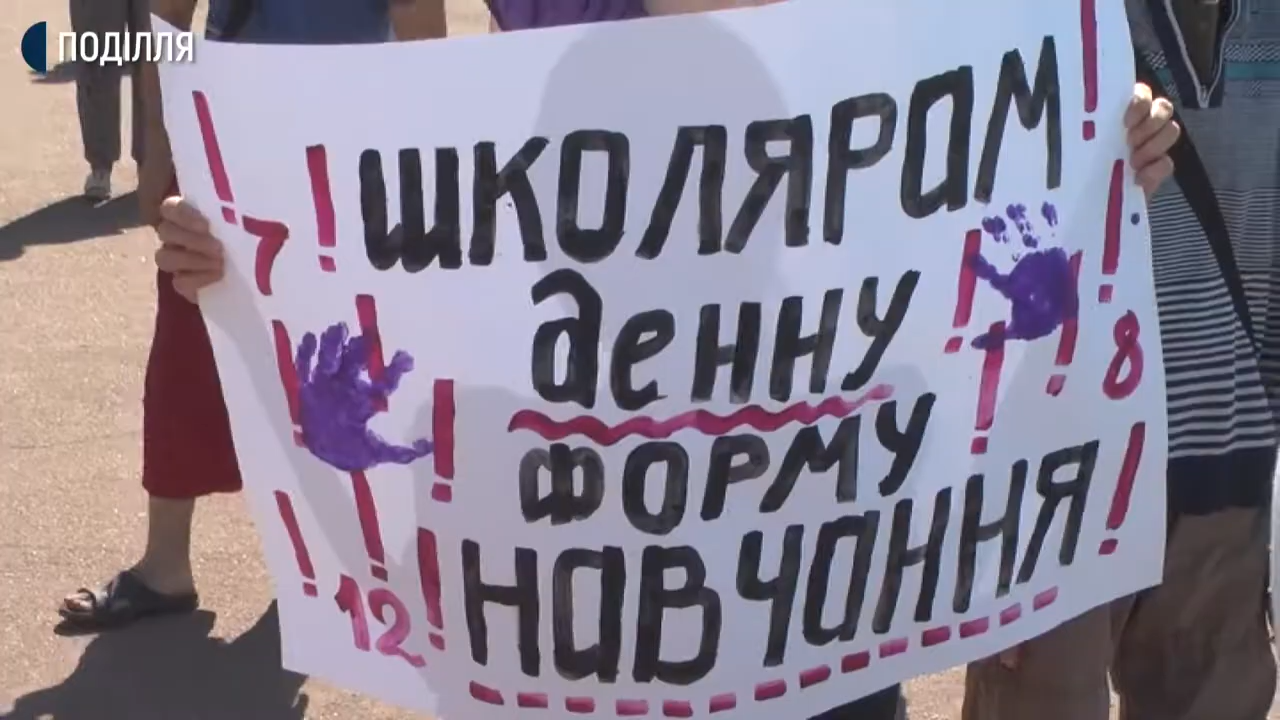 ПОДІЛЛЯ
! ! ШКОЛЯРАМ !
7 ! !
! ! ! денну ! ! ! 8
форму
! ! ! НАВЧАННЯ !
12